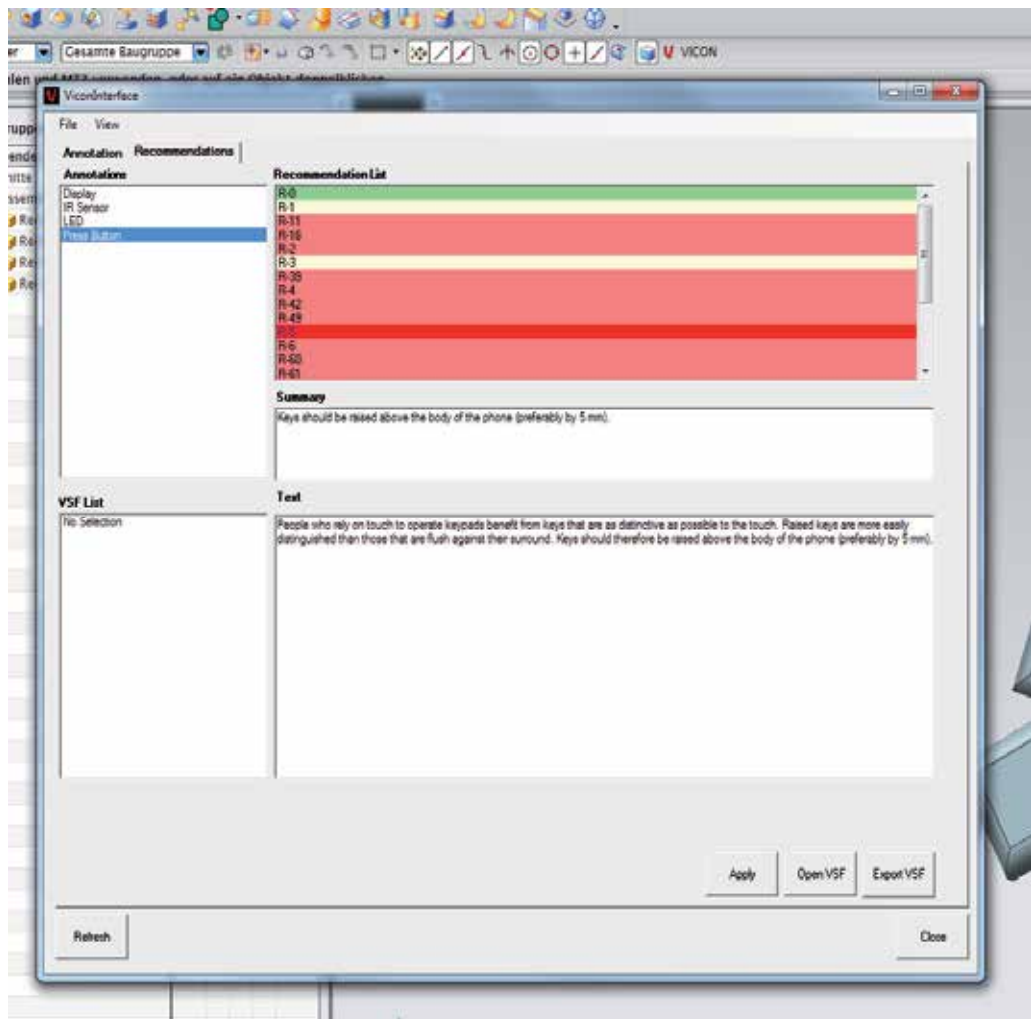 er Gesamte Baugruppe VICON
ViconInterface
File View
Annotation Recommendations
Annotations
Display
IR Sensor
LED
Press Button
Recommendation List
R-0
R-1
R-11
R-16
R-2
R-3
R-39
R-4
R-42
R-49
R-5
R-6
R-60
R-61
Summary
Keys should be raised above the body of the phone (preferably by 5 mm).
VSF List
No Selection
Text
People who rely on touch to operate keypads benefit from keys that are as distinctive as possible to the touch. Raised keys are more easily
distinguished than those that are flush against their surround. Keys should therefore be raised above the body of the phone (preferably by 5 mm).
Apply Open VSF Export VSF
Refresh Close